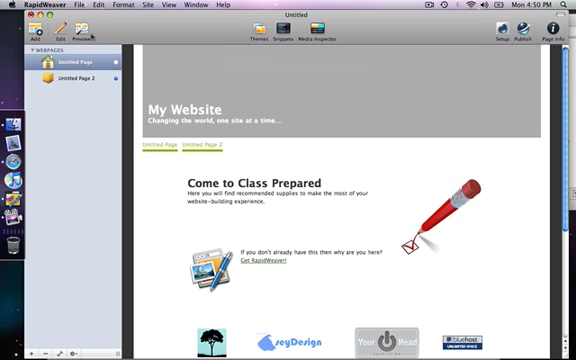 RapidWeaver File Edit Format Site View Window Help Mon 4:50 PM
Untitled
Add Edit Preview Themes Snippets Media Inspector Setup Publish Page Info
WEBPAGES
Untitled Page
Untitled Page 2
My Website
Changing the world, one site at a time...
Untitled Page Untitled Page 2
Come to Class Prepared
Here you will find recommended supplies to make the most of your
website-building experience.
If you don't already have this then why are you here?
Get RapidWeaver!
seyDesign
Your Head
bluehost
UNLIMITED SPACE